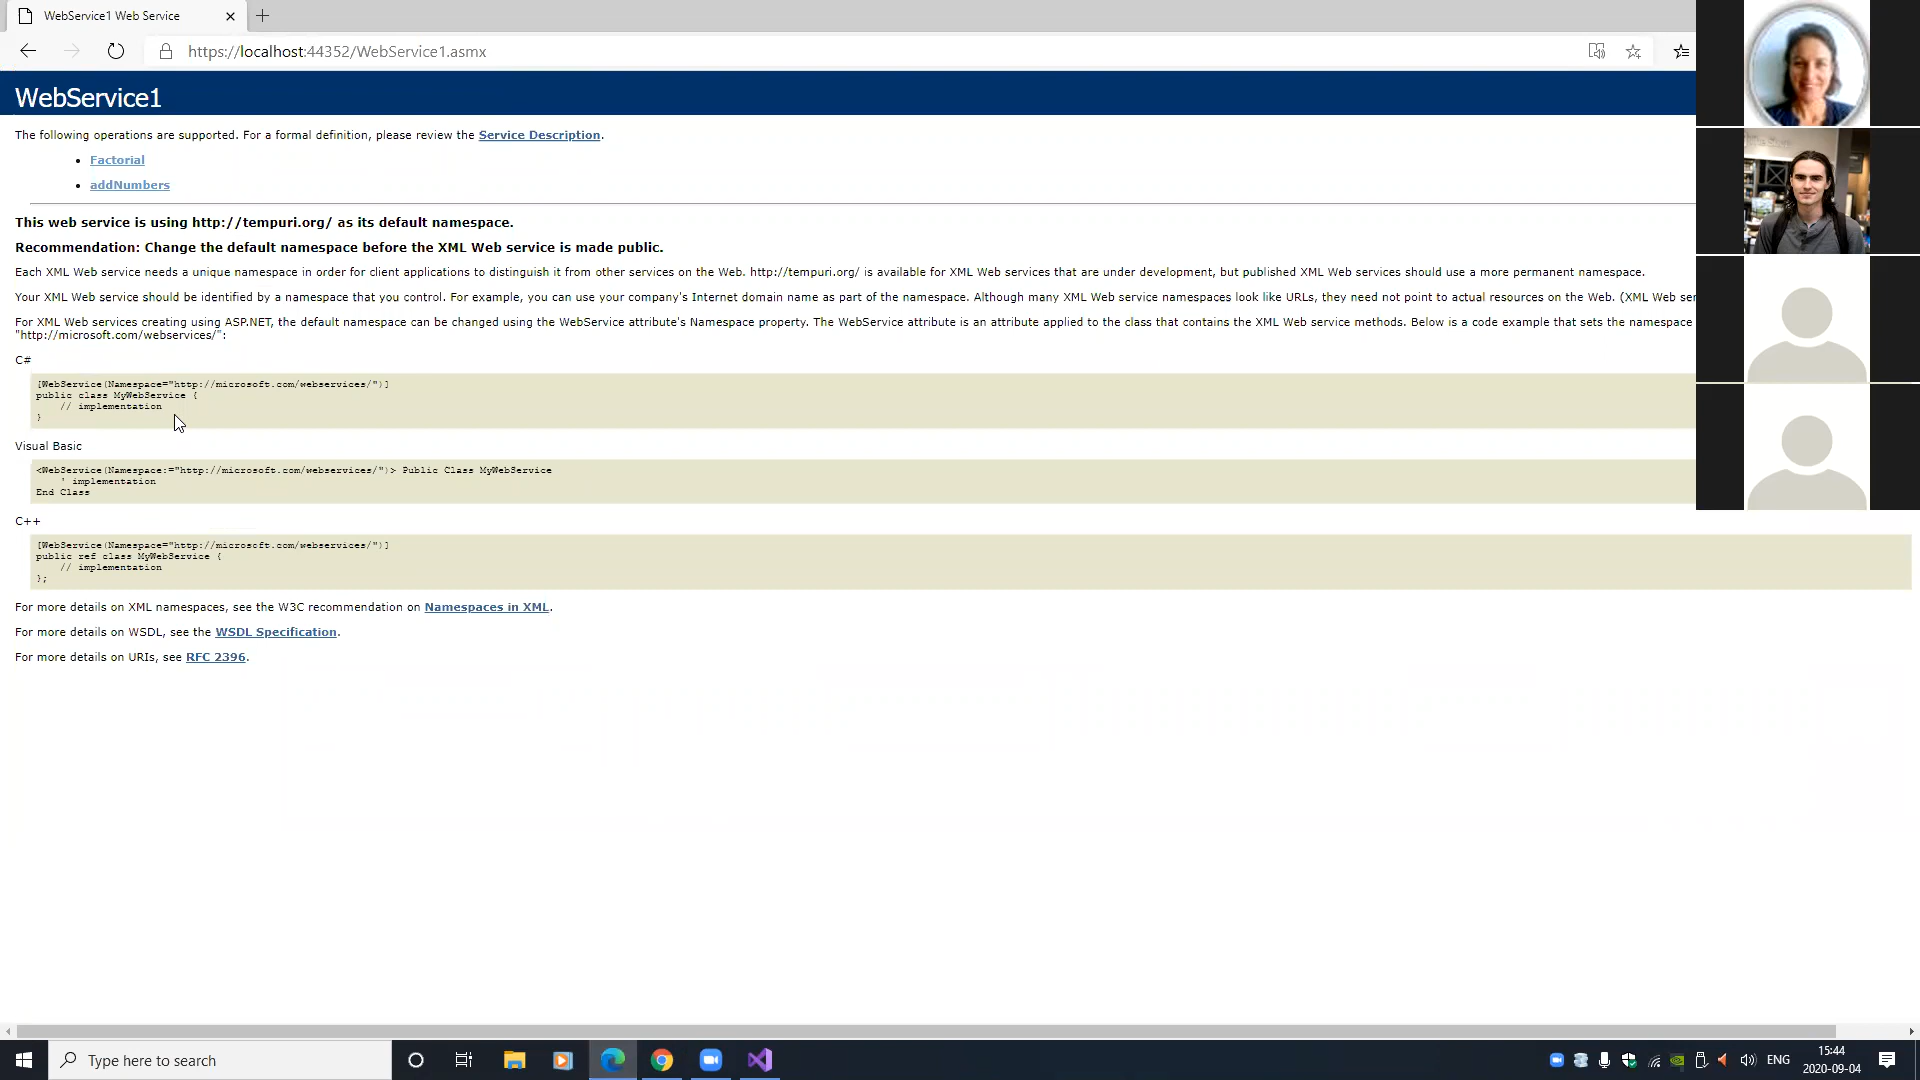 WebService1 Web Service
https://localhost:44352/WebService1.asmx
WebService1
The following operations are supported. For a formal definition, please review the Service Description.
Factorial
addNumbers
This web service is using http://tempuri.org/ as its default namespace.
Recommendation: Change the default namespace before the XML Web service is made public.
Each XML Web service needs a unique namespace in order for client applications to distinguish it from other services on the Web. http://tempuri.org/ is available for XML Web services that are under development, but published XML Web services should use a more permanent namespace.
Your XML Web service should be identified by a namespace that you control. For example, you can use your company's Internet domain name as part of the namespace. Although many XML Web service namespaces look like URLs, they need not point to actual resources on the Web. (XML Web ser
For XML Web services creating using ASP.NET, the default namespace can be changed using the WebService attribute's Namespace property. The WebService attribute is an attribute applied to the class that contains the XML Web service methods. Below is a code example that sets the namespace
"http://microsoft.com/webservices/":
C#
[WebService(Namespace="http://microsoft.com/webservices/")]
public class MyWebService {
// implementation
}
Visual Basic
<WebService(Namespace:="http://microsoft.com/webservices/")> Public Class MyWebService
' implementation
End Class
C++
[WebService(Namespace="http://microsoft.com/webservices/")]
public ref class MyWebService {
// implementation
};
For more details on XML namespaces, see the W3C recommendation on Namespaces in XML.
For more details on WSDL, see the WSDL Specification.
For more details on URIs, see RFC 2396.
Type here to search
ENG
15:44
2020-09-04